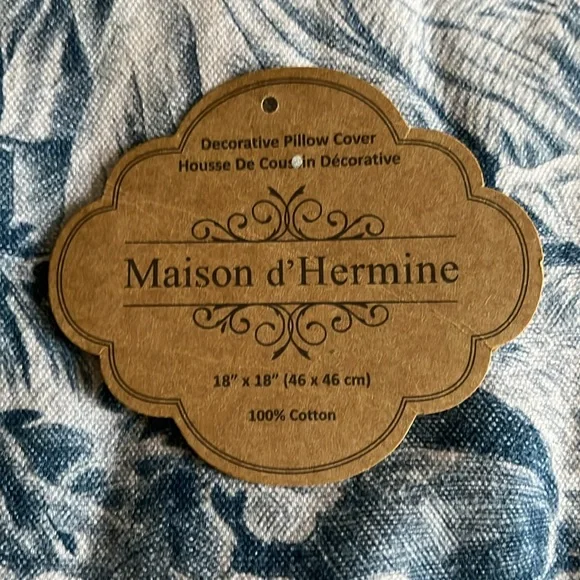 Decorative Pillow Cover
Housse De Coussin Décorative
Maison d'Hermine
18" x 18" (46 x 46 cm)
100% Cotton